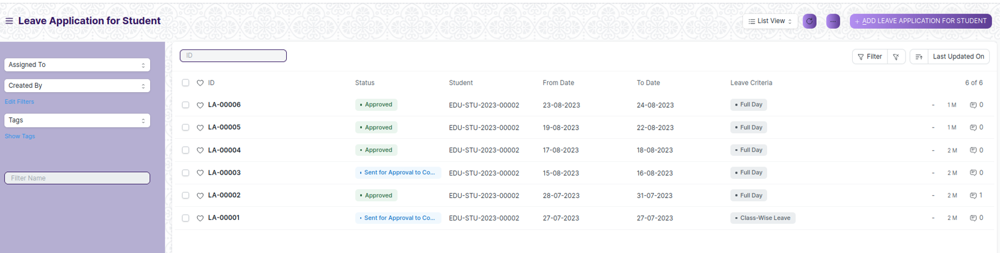 Leave Application for Student
List View
+ ADD LEAVE APPLICATION FOR STUDENT
Assigned To
Created By
Edit Filters
Tags
Show Tags
Filter Name
ID
Filter
Last Updated On
ID Status Student From Date To Date Leave Criteria 6 of 6
LA-00006 Approved EDU-STU-2023-00002 23-08-2023 24-08-2023 Full Day - 1 M 0
LA-00005 Approved EDU-STU-2023-00002 19-08-2023 22-08-2023 Full Day - 1 M 0
LA-00004 Approved EDU-STU-2023-00002 17-08-2023 18-08-2023 Full Day - 2 M 0
LA-00003 Sent for Approval to Co... EDU-STU-2023-00002 15-08-2023 16-08-2023 Full Day - 2 M 0
LA-00002 Approved EDU-STU-2023-00002 28-07-2023 31-07-2023 Full Day - 2 M 1
LA-00001 Sent for Approval to Co... EDU-STU-2023-00002 27-07-2023 27-07-2023 Class-Wise Leave - 2 M 0